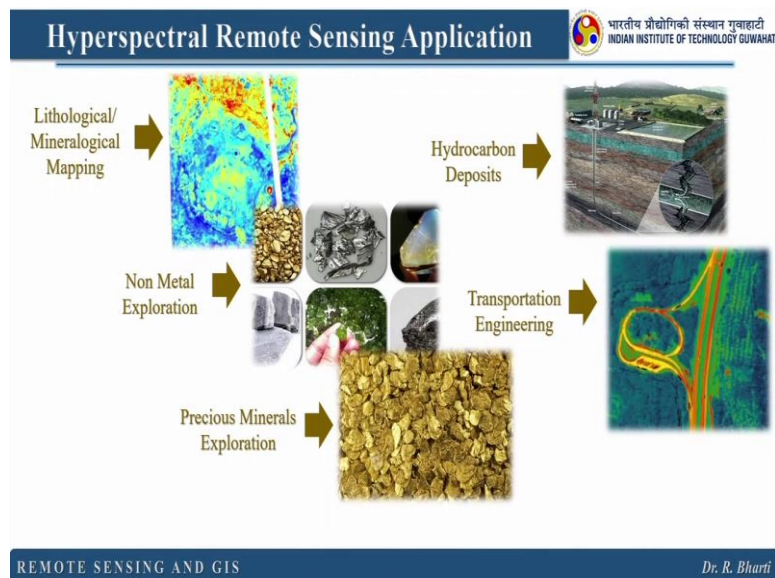 Hyperspectral Remote Sensing Application
भारतीय प्रौद्योगिकी संस्थान गुवाहाटी
INDIAN INSTITUTE OF TECHNOLOGY GUWAHAT
Lithological/
Mineralogical
Mapping
Hydrocarbon
Deposits
Non Metal
Exploration
Transportation
Engineering
Precious Minerals
Exploration
REMOTE SENSING AND GIS
Dr. R. Bharti